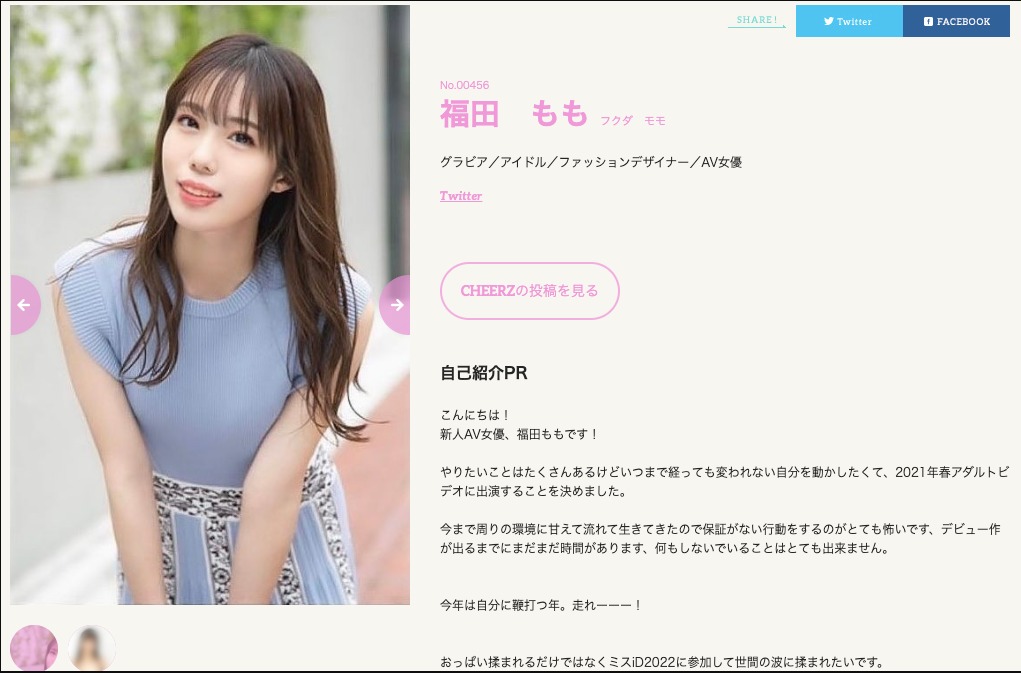 SHARE!
Twitter
FACEBOOK
No.00456
福田　もも フクダ　モモ
グラビア／アイドル／ファッションデザイナー／AV女優
Twitter
CHEERZの投稿を見る
自己紹介PR
こんにちは！
新人AV女優、福田ももです！
やりたいことはたくさんあるけどいつまで経っても変われない自分を動かしたくて、2021年春アダルトビ
デオに出演することを決めました。
今まで周りの環境に甘えて流れて生きてきたので保証がない行動をするのがとても怖いです、デビュー作
が出るまでにまだまだ時間があります、何もしないでいることはとても出来ません。
今年は自分に鞭打つ年。走れーーー！
おっぱい揉まれるだけではなくミスiD2022に参加して世間の波に揉まれたいです。